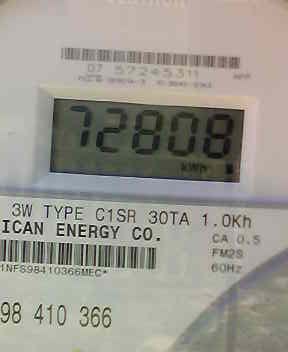 07 57245311
72808
kWh
3W TYPE C1SR 30TA 1.0Kh
ICAN ENERGY CO.
CA 0.5
FM2S
60Hz
1NFS98410366MEC*
98 410 366